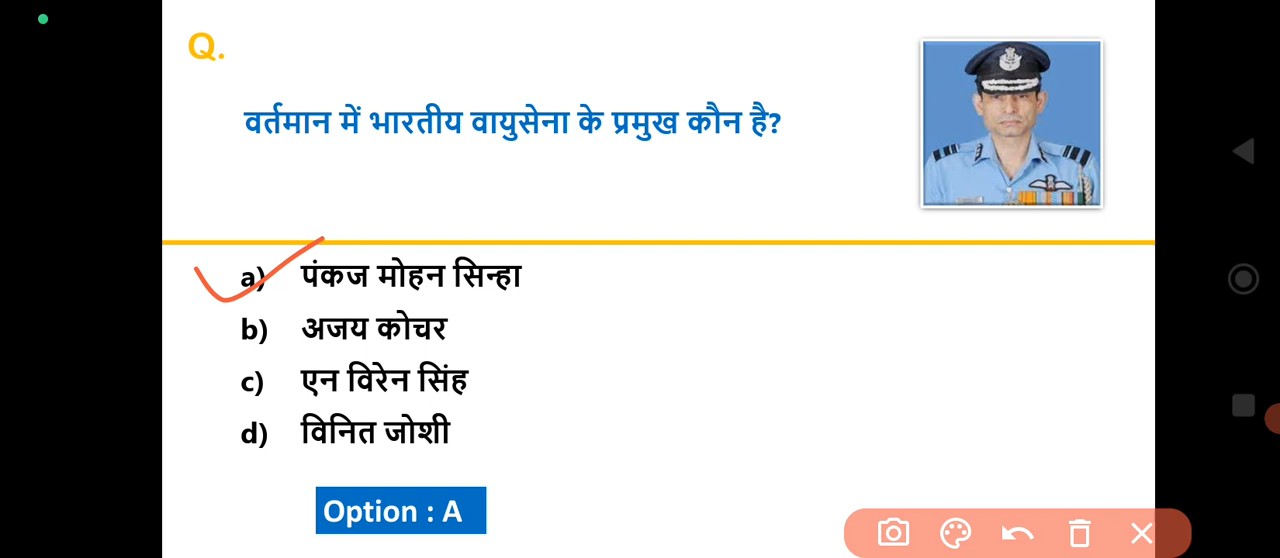 Q.
वर्तमान में भारतीय वायुसेना के प्रमुख कौन है?
a) पंकज मोहन सिन्हा
b) अजय कोचर
c) एन विरेन सिंह
d) विनित जोशी
Option : A